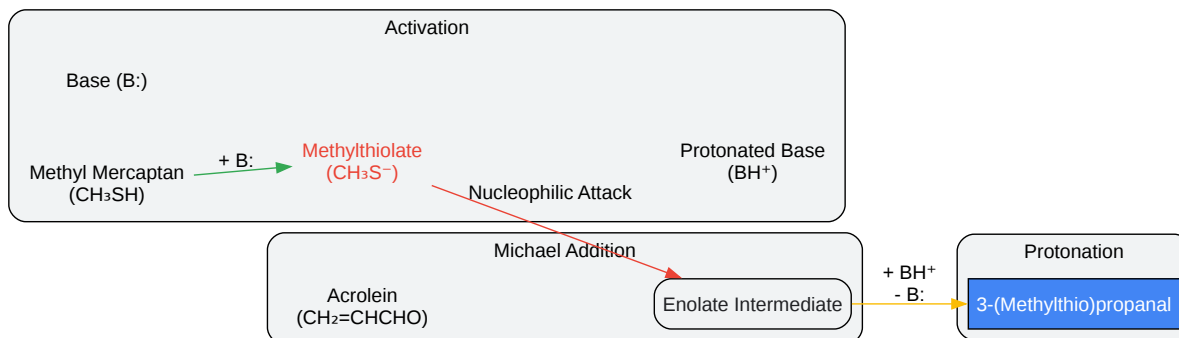 Activation
Base (B:)
Methyl Mercaptan
(CH₃SH)
+ B:
Methylthiolate
(CH₃S⁻)
Protonated Base
(BH⁺)
Nucleophilic Attack
Michael Addition
Acrolein
(CH₂=CHCHO)
Enolate Intermediate
+ BH⁺
- B:
Protonation
3-(Methylthio)propanal